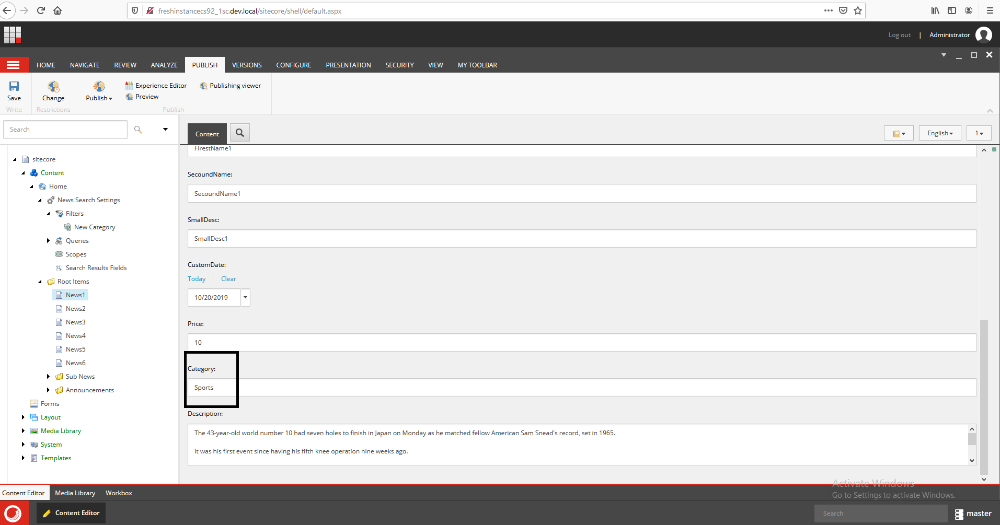 freshinstancecs92_1sc.dev.local/sitecore/shell/default.aspx
Log out | Administrator
HOME NAVIGATE REVIEW ANALYZE PUBLISH VERSIONS CONFIGURE PRESENTATION SECURITY VIEW MY TOOLBAR
Save Change Publish Experience Editor Publishing viewer
Preview
Write Restrictions Publish
Search
Content English 1
sitecore
Content
Home
News Search Settings
Filters
New Category
Queries
Scopes
Search Results Fields
Root Items
News1
News2
News3
News4
News5
News6
Sub News
Announcements
Forms
Layout
Media Library
System
Templates
FirestName1
SecoundName:
SecoundName1
SmallDesc:
SmallDesc1
CustomDate:
Today Clear
10/20/2019
Price:
10
Category:
Sports
Description:
The 43-year-old world number 10 had seven holes to finish in Japan on Monday as he matched fellow American Sam Snead's record, set in 1965.
It was his first event since having his fifth knee operation nine weeks ago.
Activate Windows
Go to Settings to activate Windows.
Content Editor Media Library Workbox
Content Editor Search master